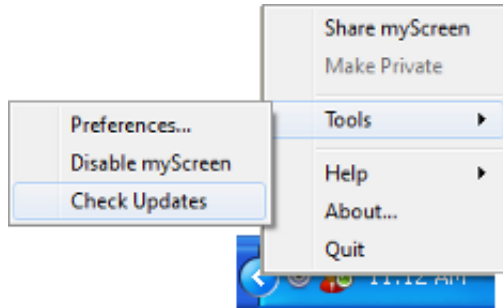 Share myScreen
Make Private
Tools
Preferences...
Disable myScreen
Check Updates
Help
About...
Quit
11:12 AM